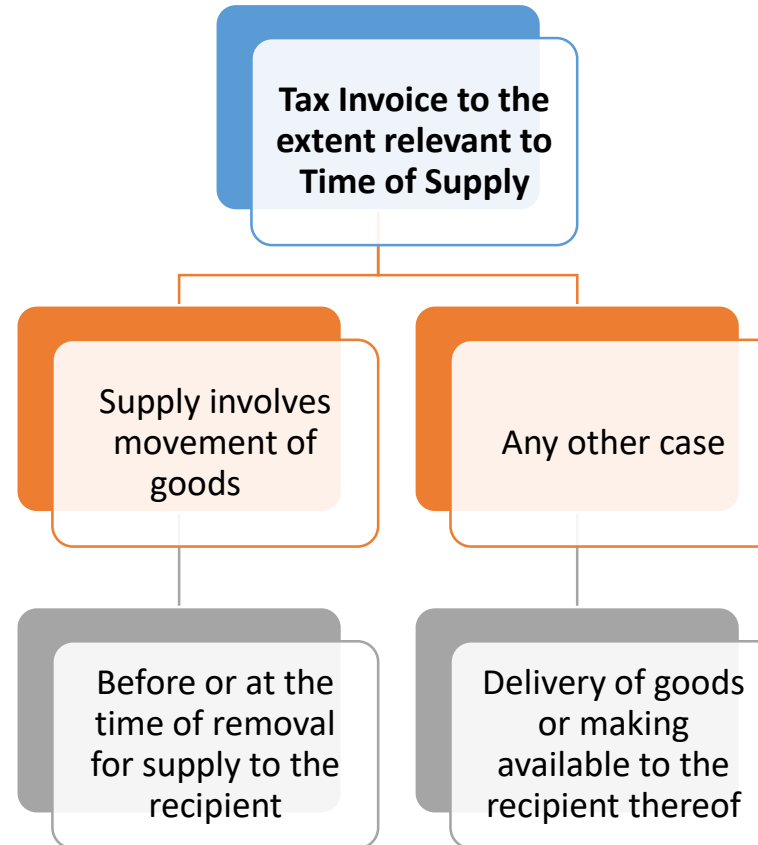 Tax Invoice to the
extent relevant to
Time of Supply
Supply involves
movement of
goods
Any other case
Before or at the
time of removal
for supply to the
recipient
Delivery of goods
or making
available to the
recipient thereof